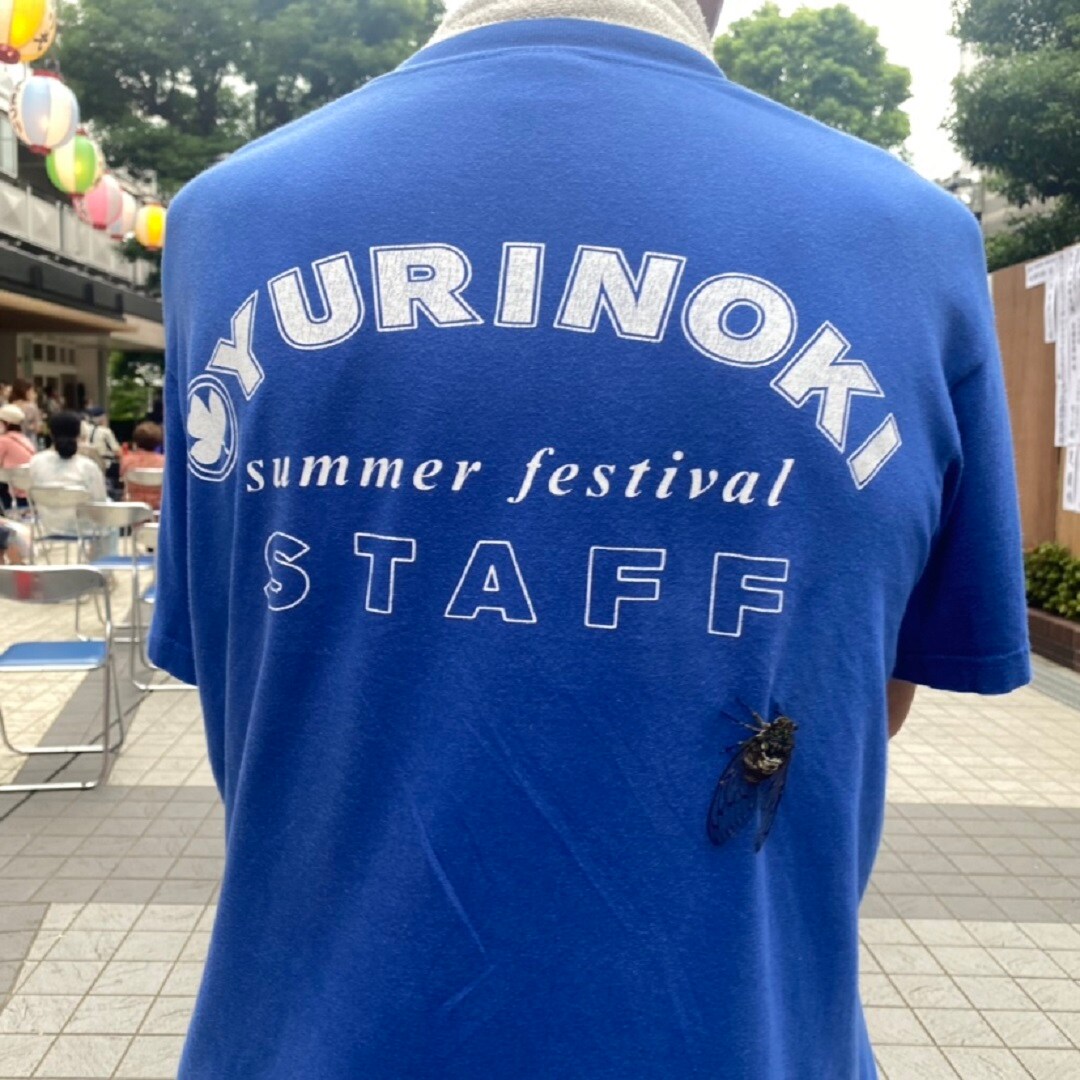 YURINOKI
summer festival
STAFF